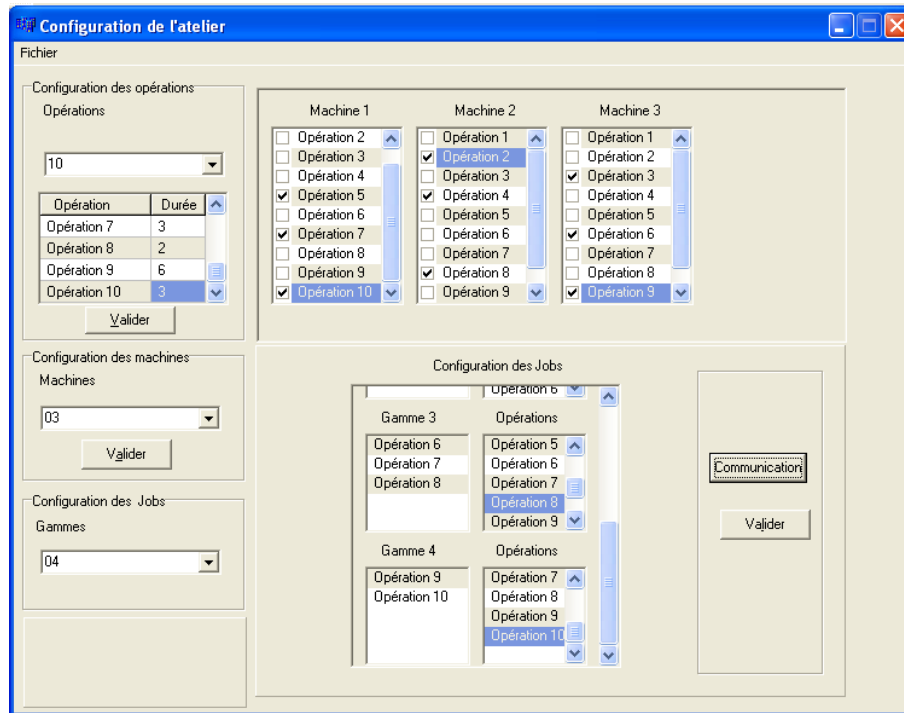 Configuration de l'atelier
Fichier
Configuration des opérations
Opérations
10
Opération Durée
Opération 7 3
Opération 8 2
Opération 9 6
Opération 10 3
Valider
Configuration des machines
Machines
03
Valider
Configuration des Jobs
Gammes
04
Machine 1
Opération 2
Opération 3
Opération 4
Opération 5
Opération 6
Opération 7
Opération 8
Opération 9
Opération 10
Machine 2
Opération 1
Opération 2
Opération 3
Opération 4
Opération 5
Opération 6
Opération 7
Opération 8
Opération 9
Machine 3
Opération 1
Opération 2
Opération 3
Opération 4
Opération 5
Opération 6
Opération 7
Opération 8
Opération 9
Configuration des Jobs
Opération 6
Gamme 3
Opération 6
Opération 7
Opération 8
Opérations
Opération 5
Opération 6
Opération 7
Opération 8
Opération 9
Gamme 4
Opération 9
Opération 10
Opérations
Opération 7
Opération 8
Opération 9
Opération 10
Communication
Valider